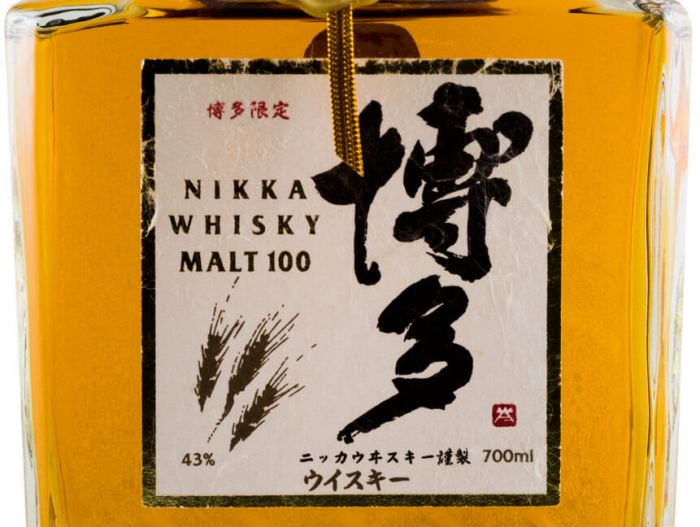 博多限定
NIKKA
WHISKY
MALT 100
博多
43%
ニッカウヰスキー謹製
700ml
ウイスキー